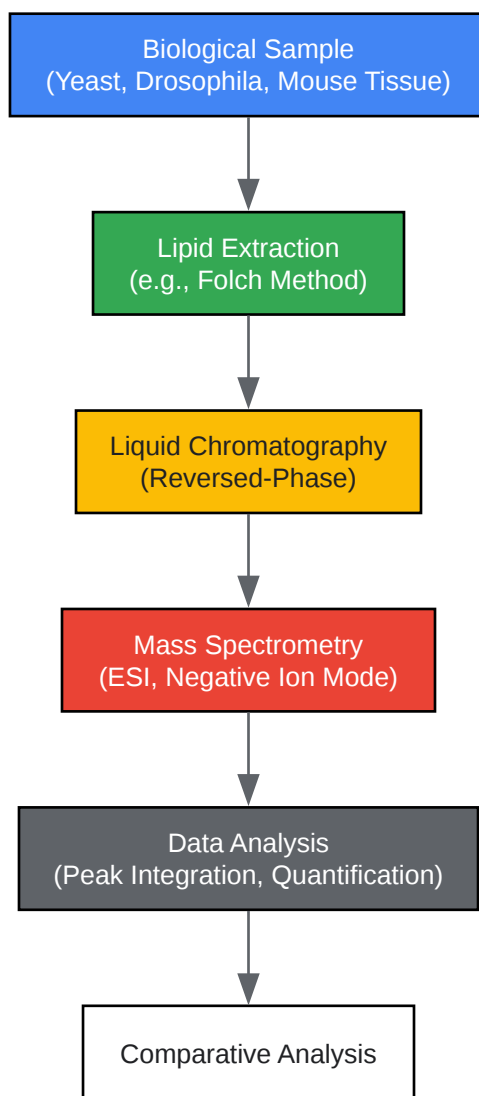 Biological Sample
(Yeast, Drosophila, Mouse Tissue)
Lipid Extraction
(e.g., Folch Method)
Liquid Chromatography
(Reversed-Phase)
Mass Spectrometry
(ESI, Negative Ion Mode)
Data Analysis
(Peak Integration, Quantification)
Comparative Analysis